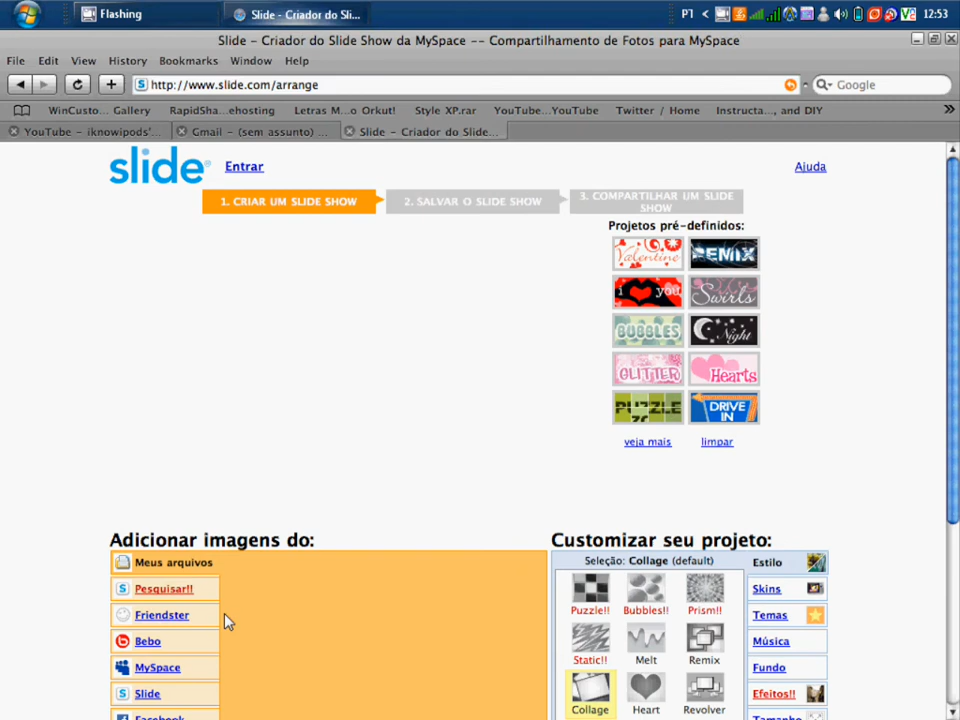 Flashing
Slide - Criador do Sli...
PT
12:53
Slide - Criador do Slide Show da MySpace -- Compartilhamento de Fotos para MySpace
File Edit View History Bookmarks Window Help
http://www.slide.com/arrange
Google
WinCusto... Gallery RapidSha...ehosting Letras M...o Orkut! Style XP.rar YouTube...YouTube Twitter / Home Instructa..., and DIY
YouTube - iknowipods'... Gmail - (sem assunto) ... Slide - Criador do Slide...
slide
Entrar
Ajuda
1. CRIAR UM SLIDE SHOW
2. SALVAR O SLIDE SHOW
3. COMPARTILHAR UM SLIDE
SHOW
Projetos pré-definidos:
Valentine REMIX
i you Swirls
BUBBLES Night
GLITTER Hearts
PUZZLE DRIVE
IN
veja mais limpar
Adicionar imagens do:
Meus arquivos
Pesquisar!!
Friendster
Bebo
MySpace
Slide
Facebook
Customizar seu projeto:
Seleção: Collage (default)
Puzzle!! Bubbles!! Prism!!
Static!! Melt Remix
Collage Heart Revolver
Estilo
Skins
Temas
Música
Fundo
Efeitos!!
Tamanho